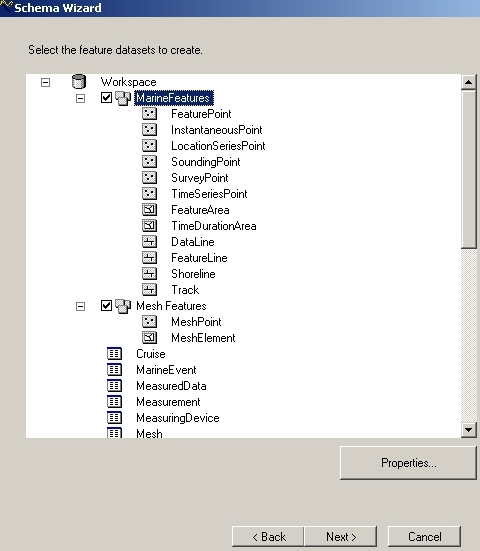 Schema Wizard
Select the feature datasets to create.
Workspace
MarineFeatures
FeaturePoint
InstantaneousPoint
LocationSeriesPoint
SoundingPoint
SurveyPoint
TimeSeriesPoint
FeatureArea
TimeDurationArea
DataLine
FeatureLine
Shoreline
Track
Mesh Features
MeshPoint
MeshElement
Cruise
MarineEvent
MeasuredData
Measurement
MeasuringDevice
Mesh
Properties...
< Back Next > Cancel